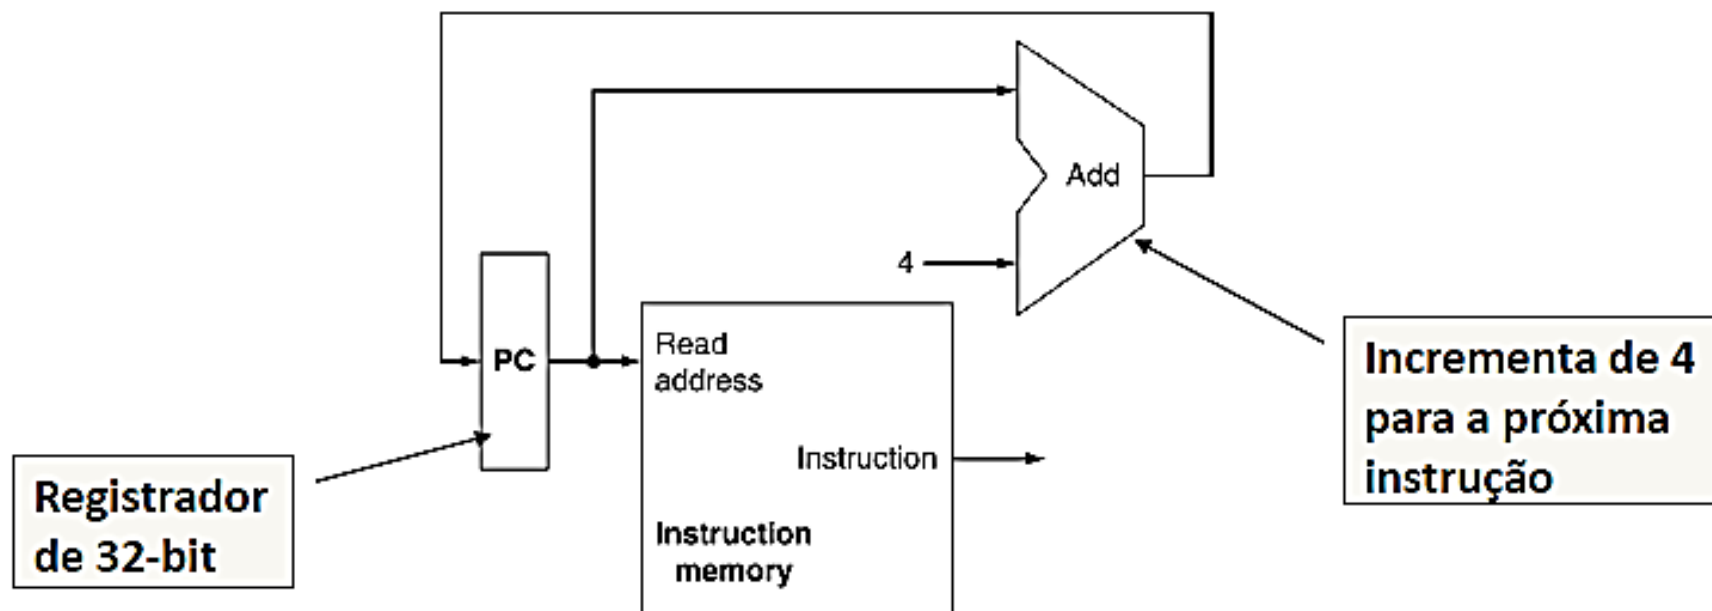 Add
4
PC
Read
address
Instruction
Instruction
memory
Registrador
de 32-bit
Incrementa de 4
para a próxima
instrução